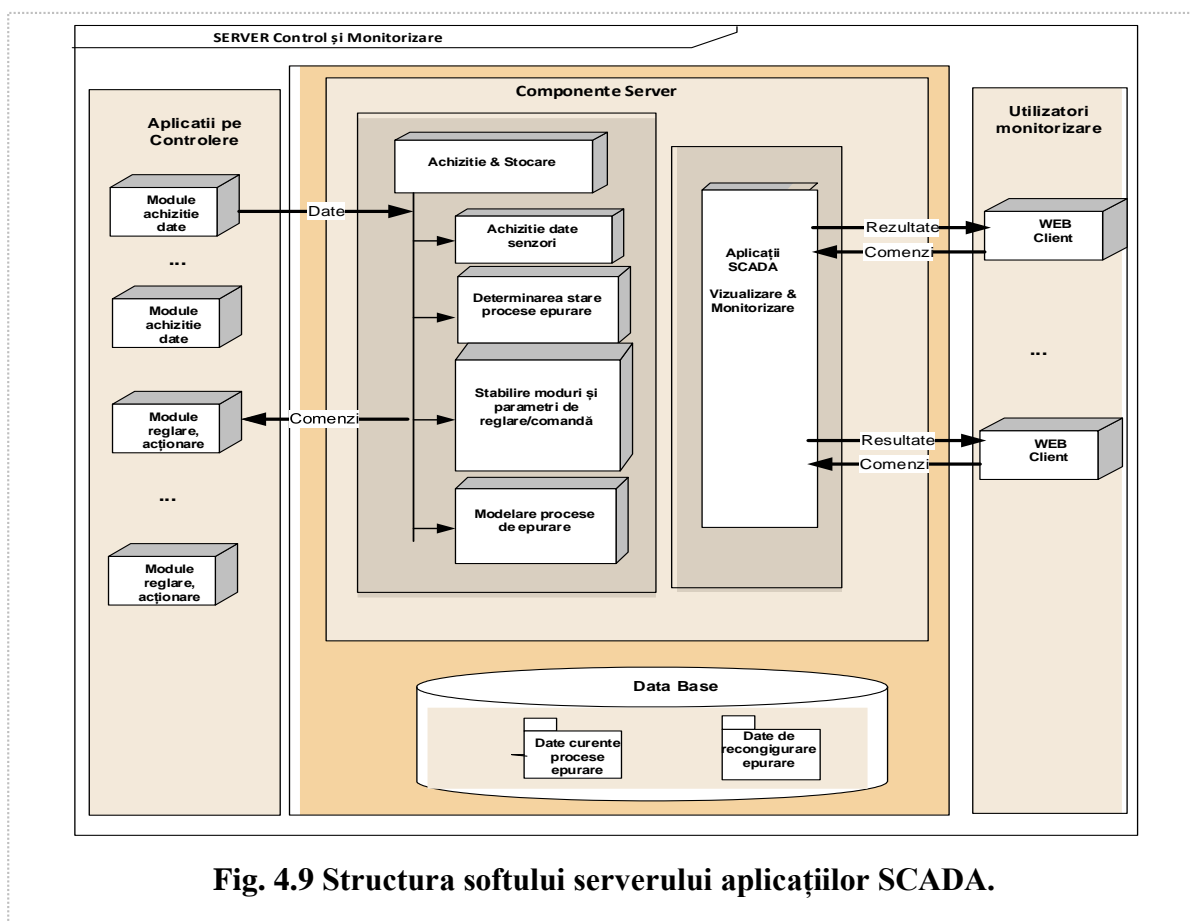 SERVER Control și Monitorizare
Componente Server
Aplicatii pe
Controlere
Module
achizitie
date
...
Module
achizitie
date
Module
reglare,
acționare
...
Module
reglare,
acționare
Date
Comenzi
Achizitie & Stocare
Achizitie date
senzori
Determinarea stare
procese epurare
Stabilire moduri și
parametri de
reglare/comandă
Modelare procese
de epurare
Aplicații
SCADA
Vizualizare &
Monitorizare
Rezultate
Comenzi
Resultate
Comenzi
Utilizatori
monitorizare
WEB
Client
...
WEB
Client
Data Base
Date curente
procese
epurare
Date de
recongigurare
epurare
Fig. 4.9 Structura softului serverului aplicațiilor SCADA.